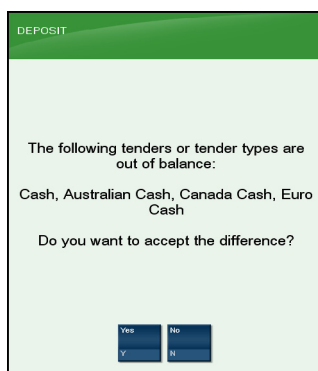 DEPOSIT
The following tenders or tender types are
out of balance:
Cash, Australian Cash, Canada Cash, Euro
Cash
Do you want to accept the difference?
Yes No
Y N